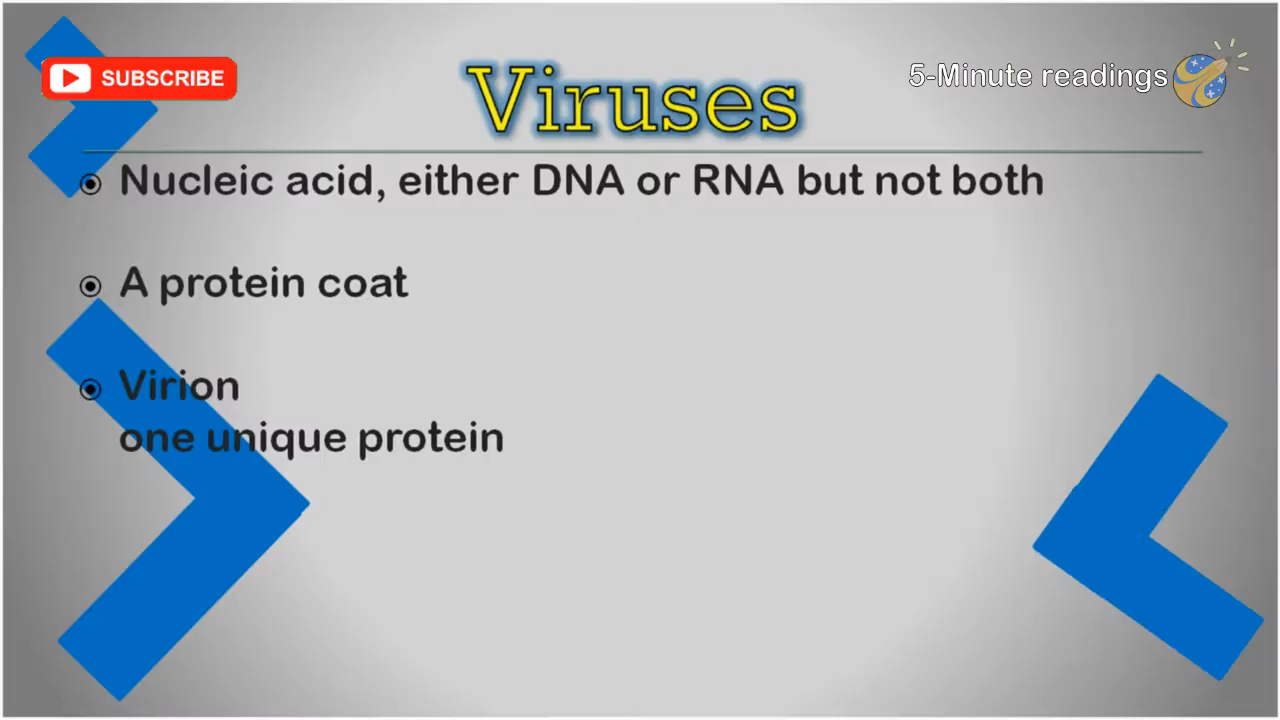 SUBSCRIBE
Viruses
5-Minute readings
Nucleic acid, either DNA or RNA but not both
A protein coat
Virion
one unique protein